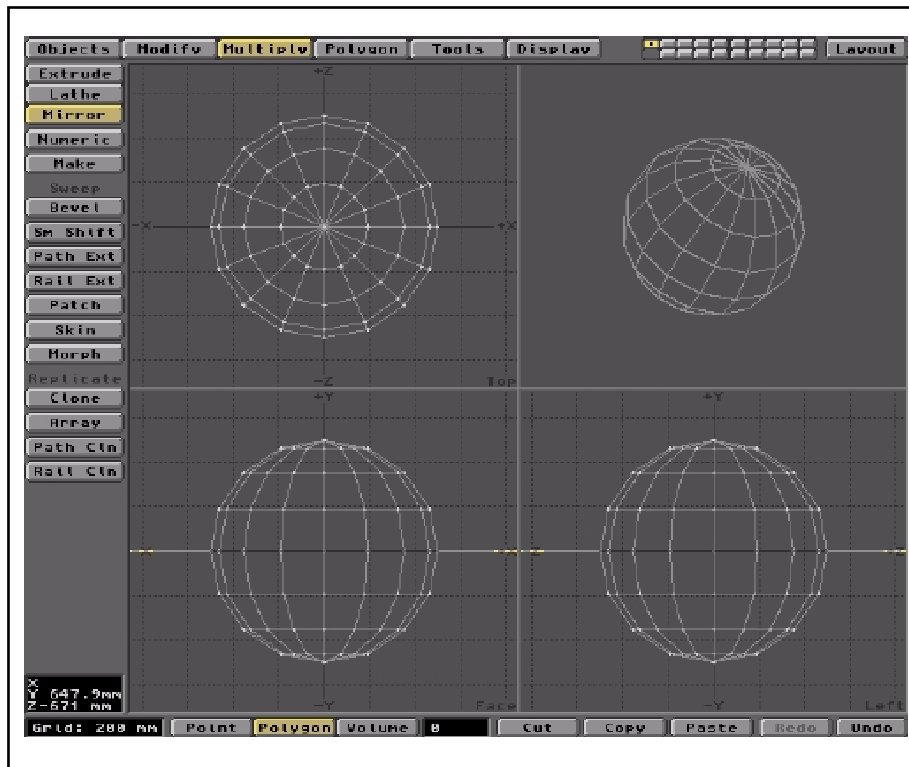 Objects Modify Multiply Polygon Tools Display Layout
Extrude
Lathe
Mirror
Numeric
Make
Sweep
Bevel
Sm Shift
Path Ext
Rail Ext
Patch
Skin
Morph
Replicate
Clone
Array
Path Cln
Rail Cln
+Z
-X +X
-Z Top
+Y
-Y Face
+Y
-Y Left
X
Y 647.9mm
Z-671 mm
Grid: 200 mm Point Polygon Volume 0 Cut Copy Paste Redo Undo